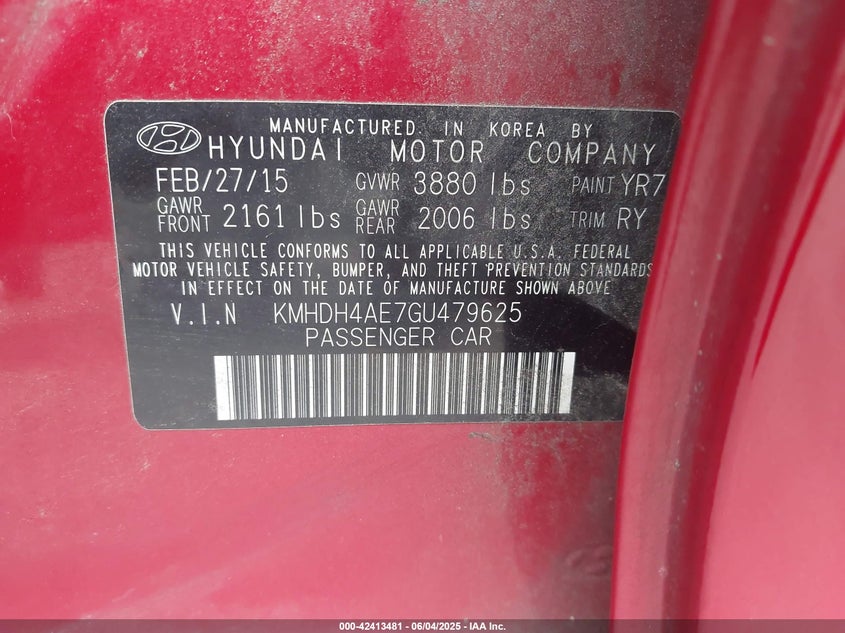 MANUFACTURED IN KOREA BY
HYUNDAI MOTOR COMPANY
FEB/27/15 GVWR 3880 lbs PAINT YR7
GAWR FRONT 2161 lbs GAWR REAR 2006 lbs TRIM RY
THIS VEHICLE CONFORMS TO ALL APPLICABLE U.S.A. FEDERAL
MOTOR VEHICLE SAFETY, BUMPER, AND THEFT PREVENTION STANDARDS
IN EFFECT ON THE DATE OF MANUFACTURE SHOWN ABOVE
V.I.N KMHDH4AE7GU479625
PASSENGER CAR
000-42413481 - 06/04/2025 - IAA Inc.